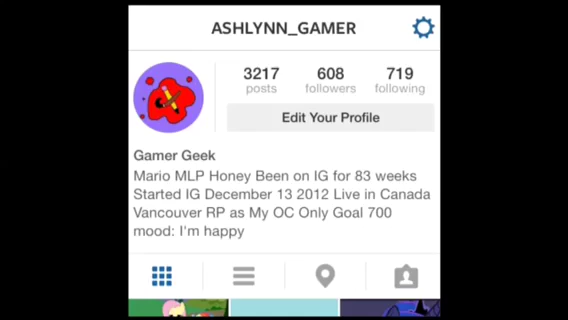 ASHLYNN_GAMER
3217 608 719
posts followers following
Edit Your Profile
Gamer Geek
Mario MLP Honey Been on IG for 83 weeks
Started IG December 13 2012 Live in Canada
Vancouver RP as My OC Only Goal 700
mood: I'm happy